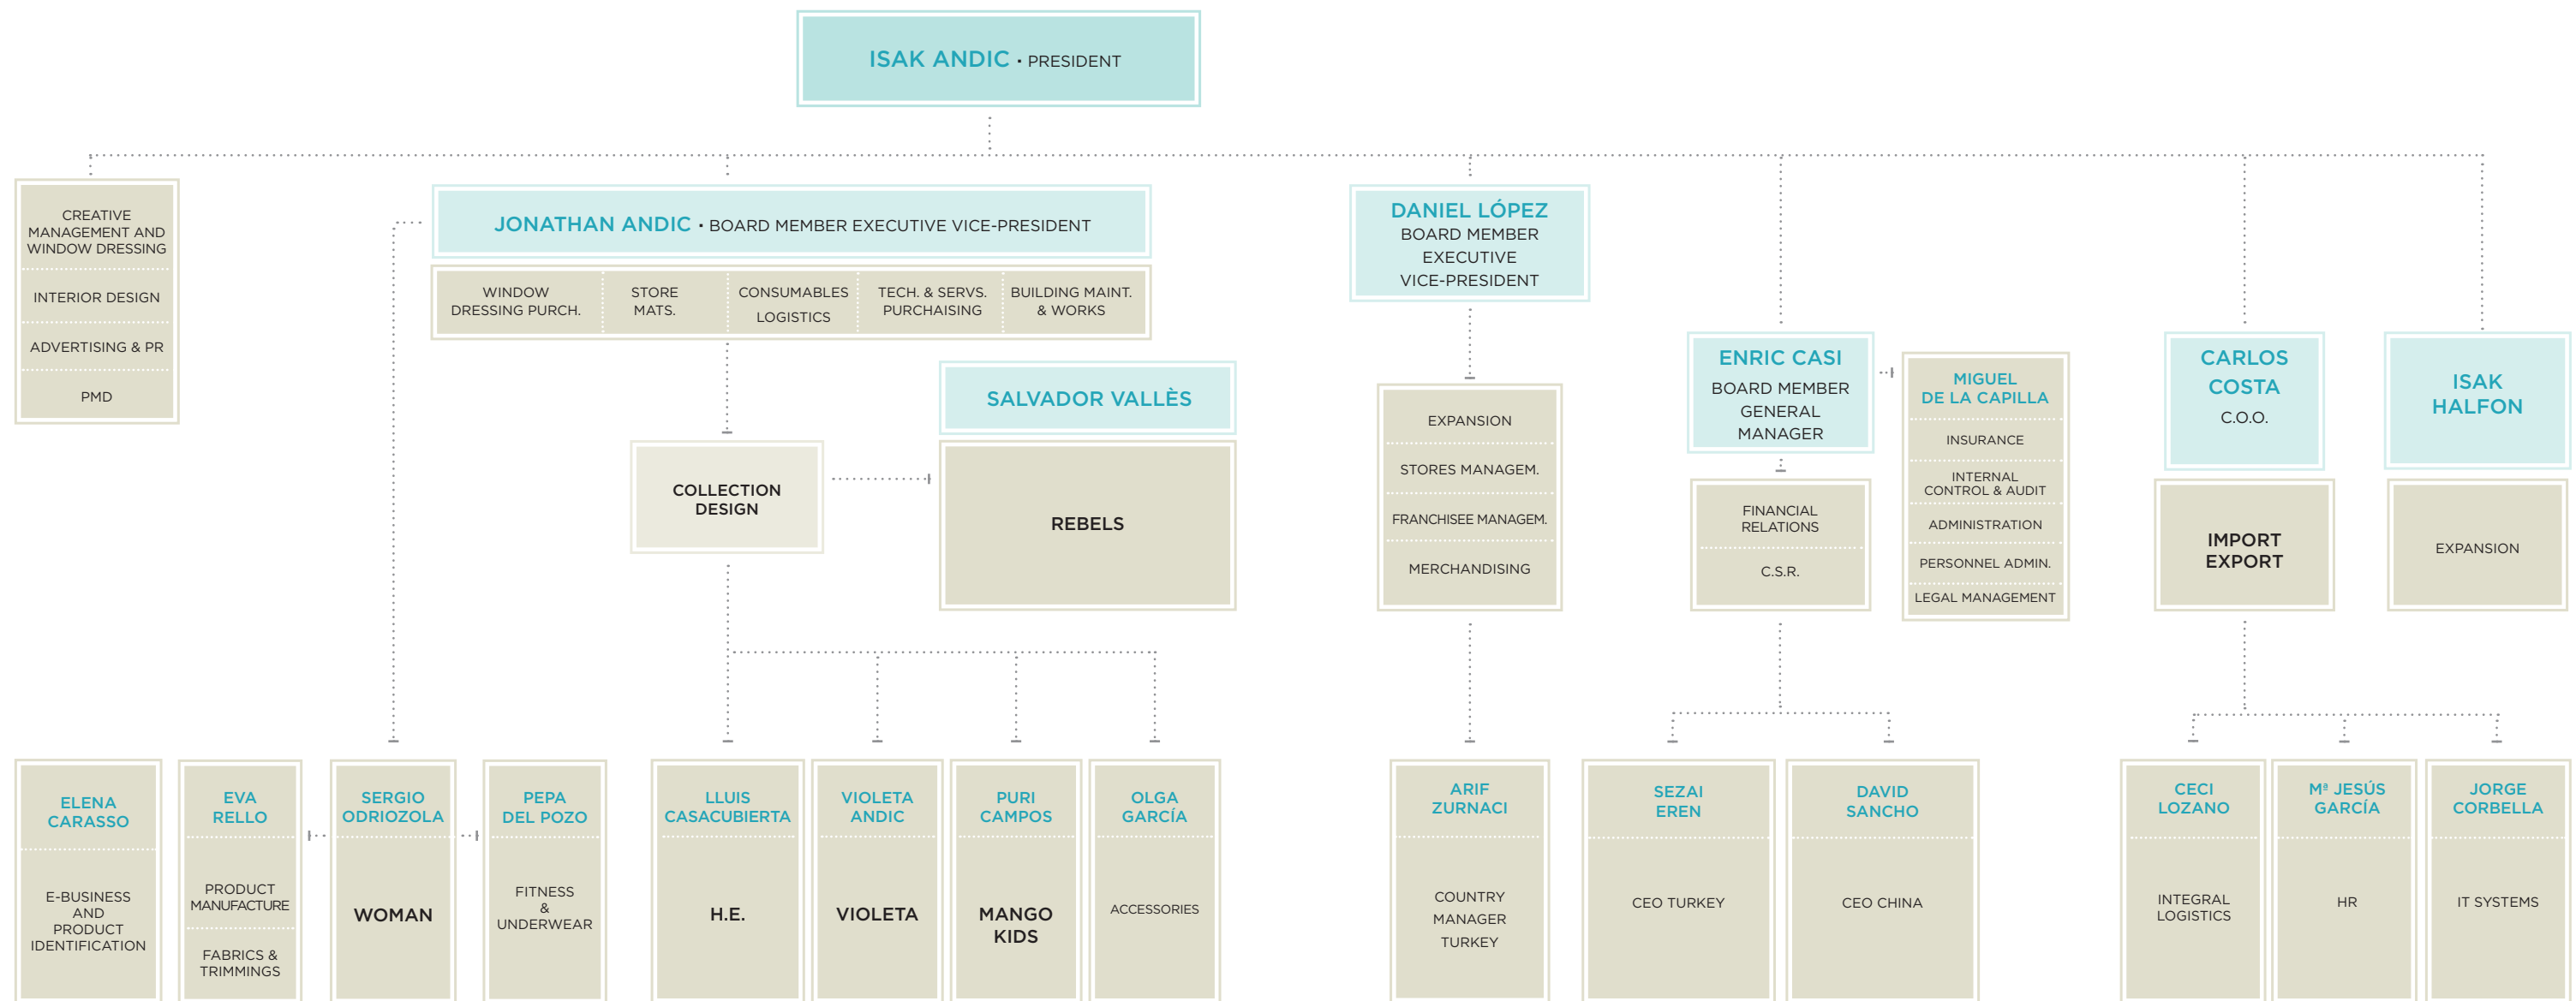 ISAK ANDIC • PRESIDENT
CREATIVE
MANAGEMENT AND
WINDOW DRESSING
INTERIOR DESIGN
ADVERTISING & PR
PMD
JONATHAN ANDIC • BOARD MEMBER EXECUTIVE VICE-PRESIDENT
WINDOW
DRESSING PURCH.
STORE
MATS.
CONSUMABLES
LOGISTICS
TECH. & SERVS.
PURCHAISING
BUILDING MAINT.
& WORKS
DANIEL LÓPEZ
BOARD MEMBER
EXECUTIVE
VICE-PRESIDENT
EXPANSION
STORES MANAGEM.
FRANCHISEE MANAGEM.
MERCHANDISING
ENRIC CASI
BOARD MEMBER
GENERAL
MANAGER
FINANCIAL
RELATIONS
C.S.R.
MIGUEL
DE LA CAPILLA
INSURANCE
INTERNAL
CONTROL & AUDIT
ADMINISTRATION
PERSONNEL ADMIN.
LEGAL MANAGEMENT
CARLOS
COSTA
C.O.O.
IMPORT
EXPORT
ISAK
HALFON
EXPANSION
SALVADOR VALLÈS
REBELS
COLLECTION
DESIGN
ELENA
CARASSO
E-BUSINESS
AND
PRODUCT
IDENTIFICATION
EVA
RELLO
PRODUCT
MANUFACTURE
FABRICS &
TRIMMINGS
SERGIO
ODRIOZOLA
WOMAN
PEPA
DEL POZO
FITNESS
&
UNDERWEAR
LLUIS
CASACUBIERTA
H.E.
VIOLETA
ANDIC
VIOLETA
PURI
CAMPOS
MANGO
KIDS
OLGA
GARCÍA
ACCESSORIES
ARIF
ZURNACI
COUNTRY
MANAGER
TURKEY
SEZAI
EREN
CEO TURKEY
DAVID
SANCHO
CEO CHINA
CECI
LOZANO
INTEGRAL
LOGISTICS
Mª JESÚS
GARCÍA
HR
JORGE
CORBELLA
IT SYSTEMS